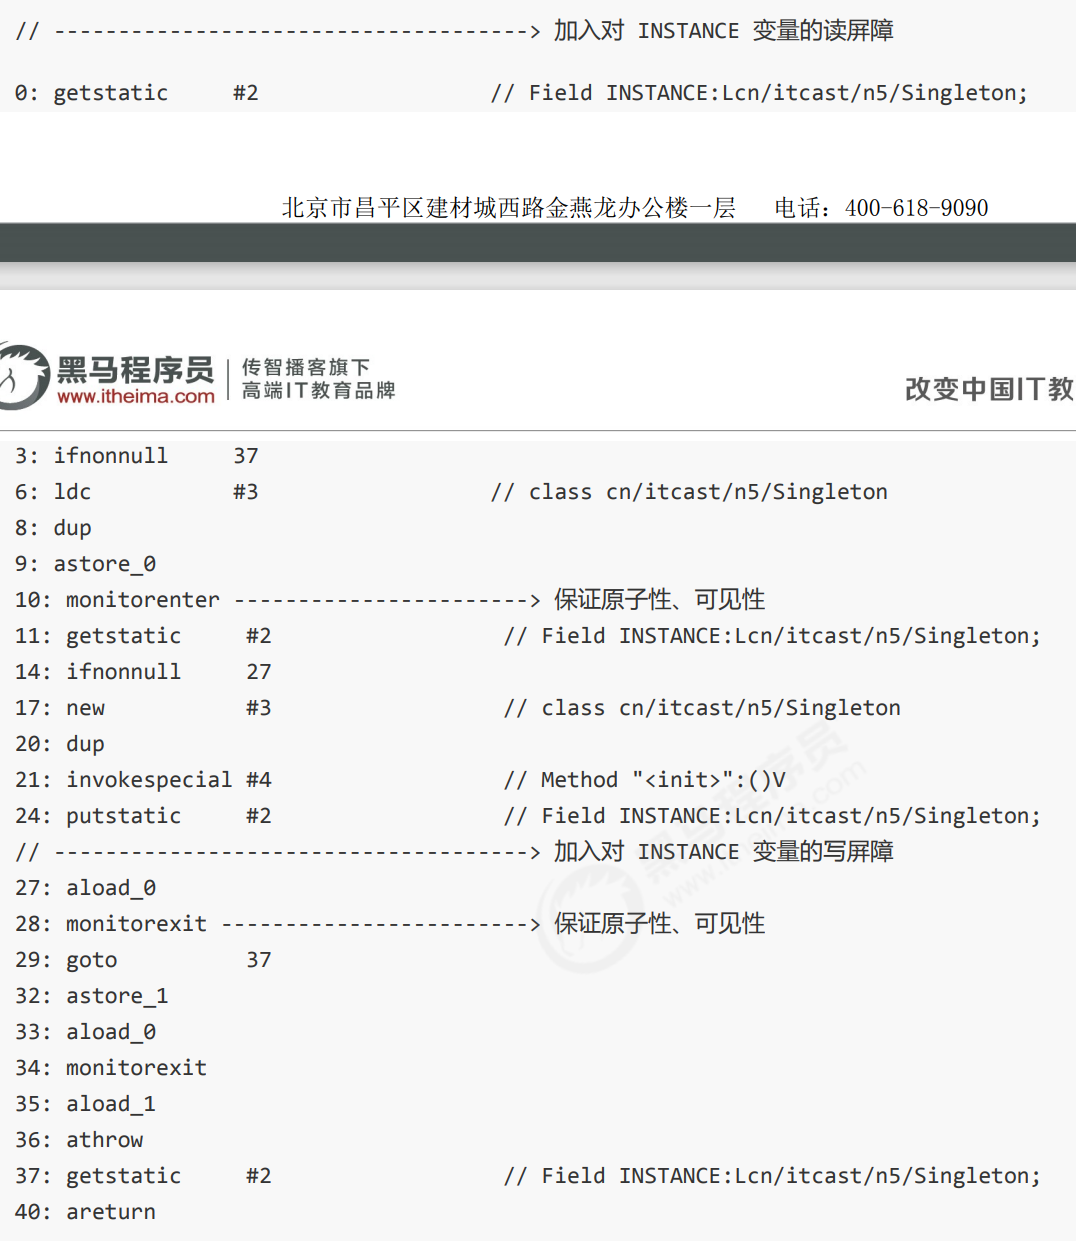 // -------------------------------------> 加入对 INSTANCE 变量的读屏障
0: getstatic     #2                  // Field INSTANCE:Lcn/itcast/n5/Singleton;
北京市昌平区建材城西路金燕龙办公楼一层   电话：400-618-9090
黑马程序员
www.itheima.com
传智播客旗下
高端IT教育品牌
改变中国IT教
3: ifnonnull     37
6: ldc           #3                  // class cn/itcast/n5/Singleton
8: dup
9: astore_0
10: monitorenter -----------------------> 保证原子性、可见性
11: getstatic     #2                  // Field INSTANCE:Lcn/itcast/n5/Singleton;
14: ifnonnull     27
17: new           #3                  // class cn/itcast/n5/Singleton
20: dup
21: invokespecial #4                  // Method "<init>":()V
24: putstatic     #2                  // Field INSTANCE:Lcn/itcast/n5/Singleton;
// -------------------------------------> 加入对 INSTANCE 变量的写屏障
27: aload_0
28: monitorexit ------------------------> 保证原子性、可见性
29: goto          37
32: astore_1
33: aload_0
34: monitorexit
35: aload_1
36: athrow
37: getstatic     #2                  // Field INSTANCE:Lcn/itcast/n5/Singleton;
40: areturn